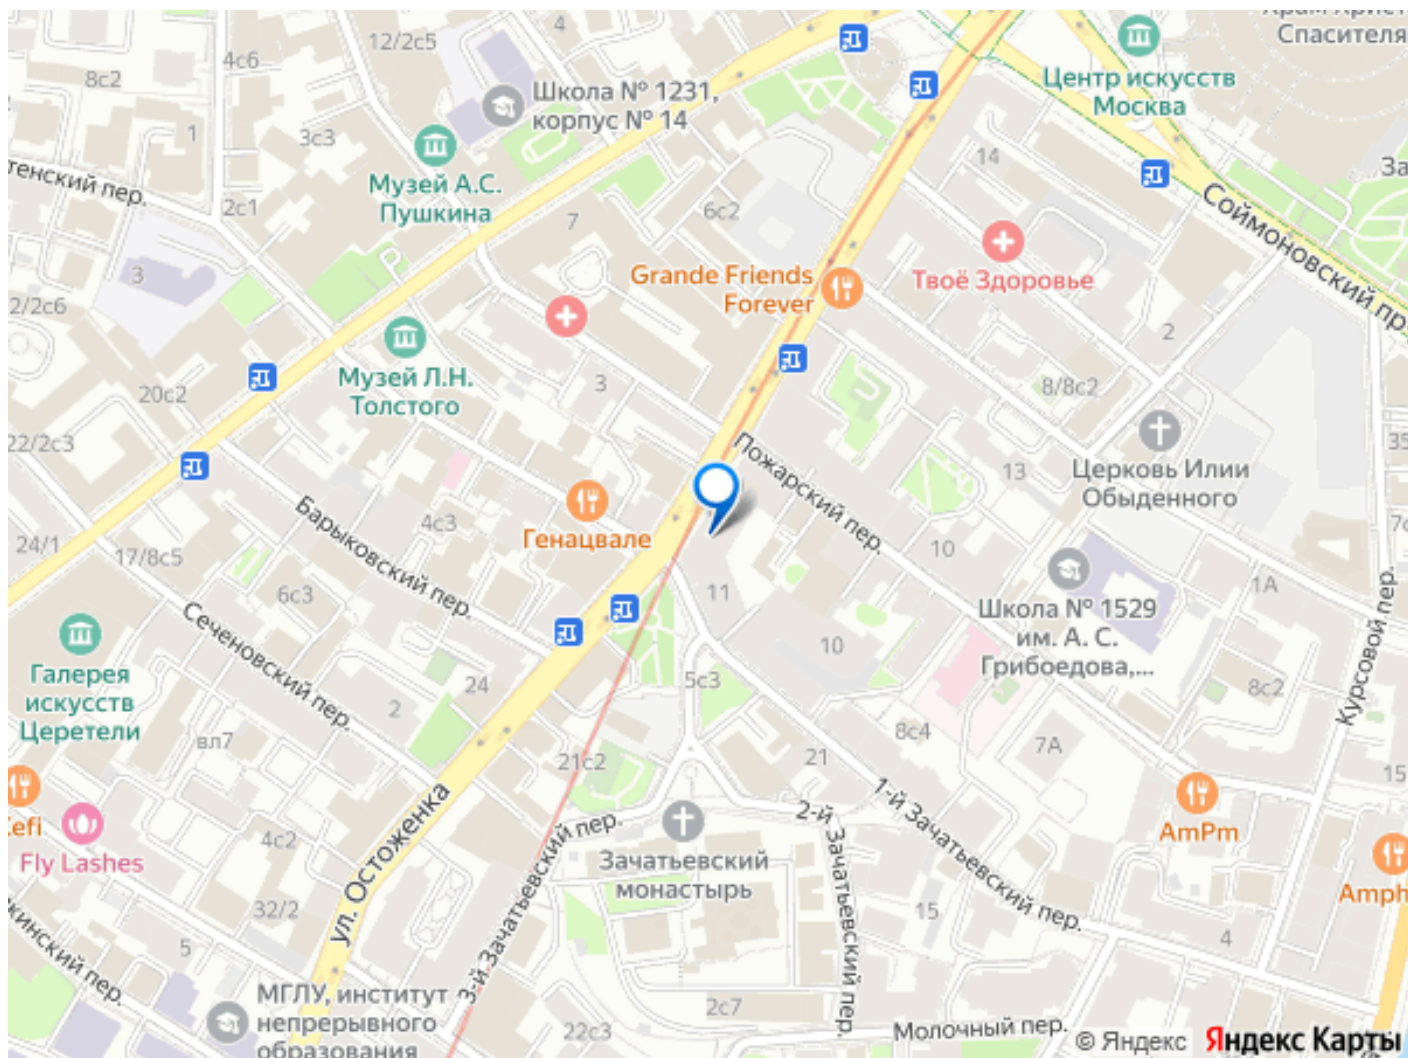 12/2с5
4
Спасителя
4с6
8с2
Центр искусств
Москва
Школа № 1231,
корпус № 14
1
3с3
14
Музей А.С.
Пушкина
тенский пер.
2с1
7
6с2
Соймоновский пр-
3
Grande Friends
Forever
Твоё Здоровье
2/2с6
2
Музей Л.Н.
Толстого
3
8/8с2
20с2
22/2с3
Пожарский пер.
13
Церковь Илии
Обыденного
35
Барыковский пер.
4с3
Генацвале
24/1
17/8с5
10
6с3
11
1А
Сеченовский пер.
Школа № 1529
им. А. С.
Грибоедова,...
10
Курсовой пер.
Галерея
искусств
Церетели
24
5с3
8с2
2
8с4
вл7
7А
21с2
21
15
ул. Остоженка
1-й Зачатьевский пер.
2-й Зачатьевский пер.
AmPm
Kefi
Fly Lashes
4с2
Зачатьевский
монастырь
3-й Зачатьевский пер.
Amph
32/2
15
5
4
кинский пер.
МГЛУ, институт
непрерывного
образования
2с7
22с3
Молочный пер.
© Яндекс Яндекс Карты